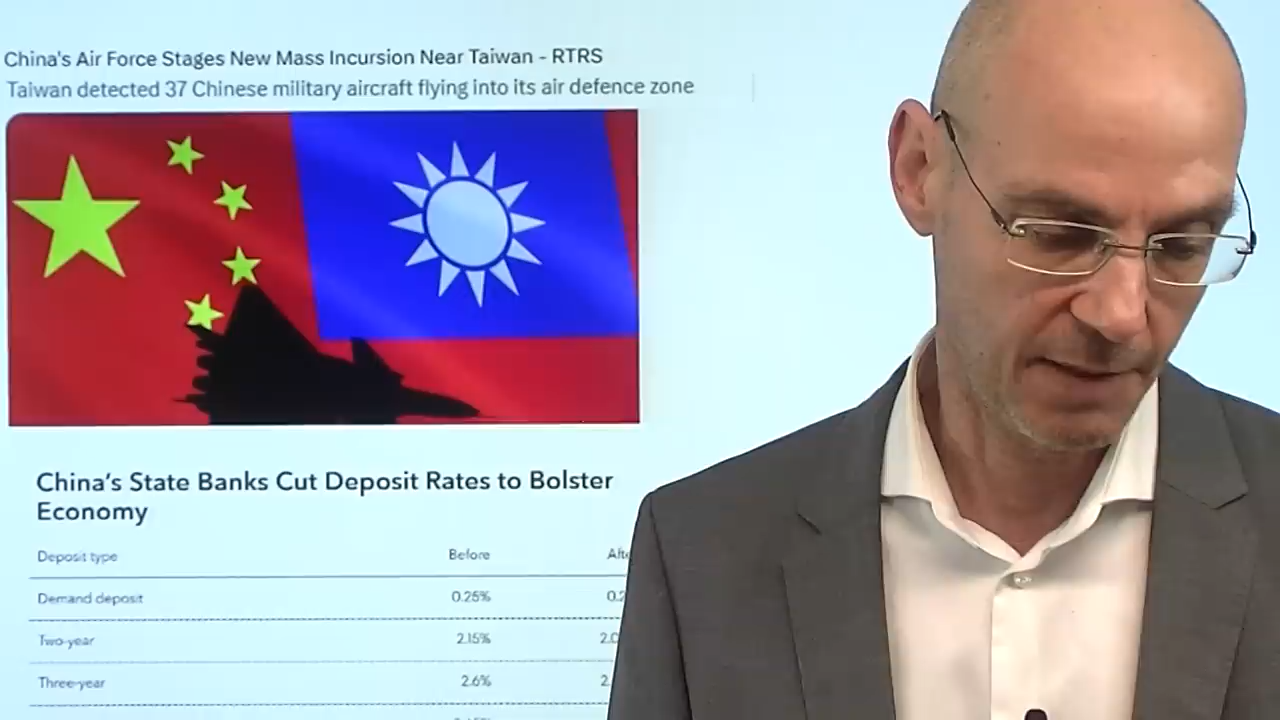 China's Air Force Stages New Mass Incursion Near Taiwan - RTRS
Taiwan detected 37 Chinese military aircraft flying into its air defence zone
China's State Banks Cut Deposit Rates to Bolster
Economy
Deposit type Before
Demand deposit 0.25%
Two-year 2.15%
Three-year 2.6%